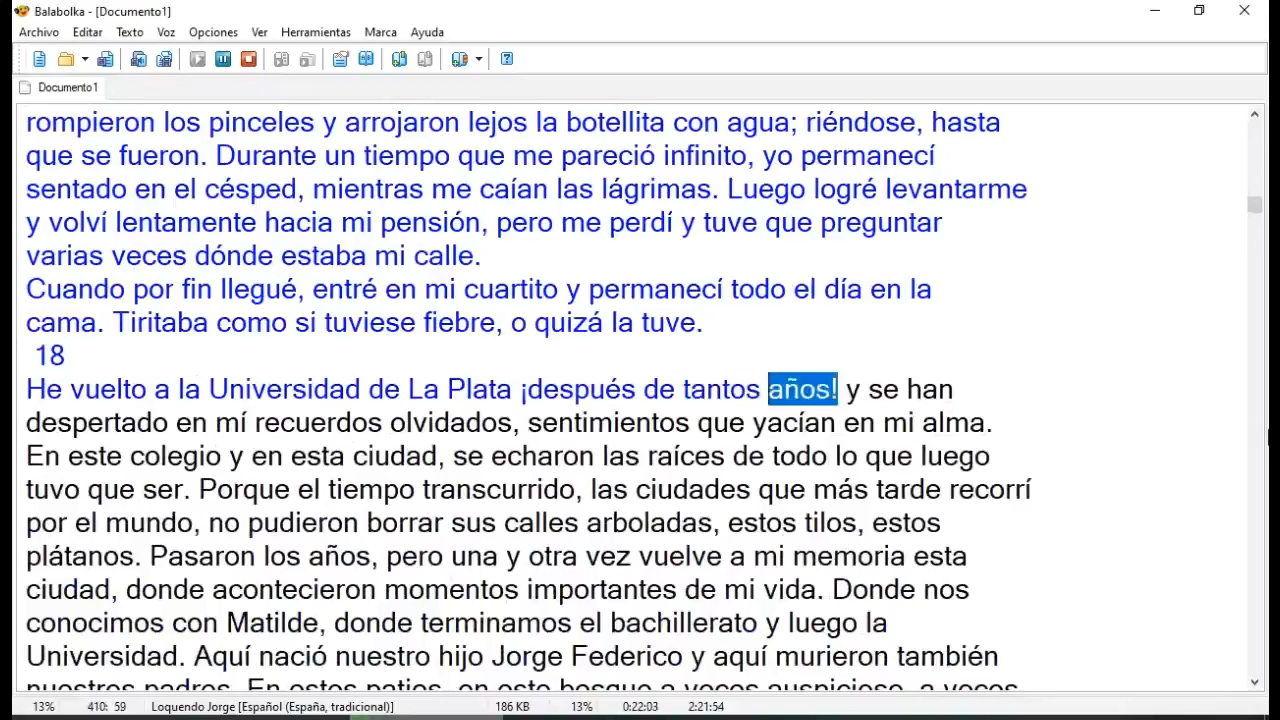 Balabolka - [Documento1]
Archivo Editar Texto Voz Opciones Ver Herramientas Marca Ayuda
Documento1
rompieron los pinceles y arrojaron lejos la botellita con agua; riéndose, hasta
que se fueron. Durante un tiempo que me pareció infinito, yo permanecí
sentado en el césped, mientras me caían las lágrimas. Luego logré levantarme
y volví lentamente hacia mi pensión, pero me perdí y tuve que preguntar
varias veces dónde estaba mi calle.
Cuando por fin llegué, entré en mi cuartito y permanecí todo el día en la
cama. Tiritaba como si tuviese fiebre, o quizá la tuve.
18
He vuelto a la Universidad de La Plata ¡después de tantos años! y se han
despertado en mí recuerdos olvidados, sentimientos que yacían en mi alma.
En este colegio y en esta ciudad, se echaron las raíces de todo lo que luego
tuvo que ser. Porque el tiempo transcurrido, las ciudades que más tarde recorrí
por el mundo, no pudieron borrar sus calles arboladas, estos tilos, estos
plátanos. Pasaron los años, pero una y otra vez vuelve a mi memoria esta
ciudad, donde acontecieron momentos importantes de mi vida. Donde nos
conocimos con Matilde, donde terminamos el bachillerato y luego la
Universidad. Aquí nació nuestro hijo Jorge Federico y aquí murieron también
nuestros padres. En estos patios, en este bosque a veces auspicioso, a veces
13% 410: 59 Loquendo Jorge [Español (España, tradicional)] 186 KB 13% 0:22:03 2:21:54